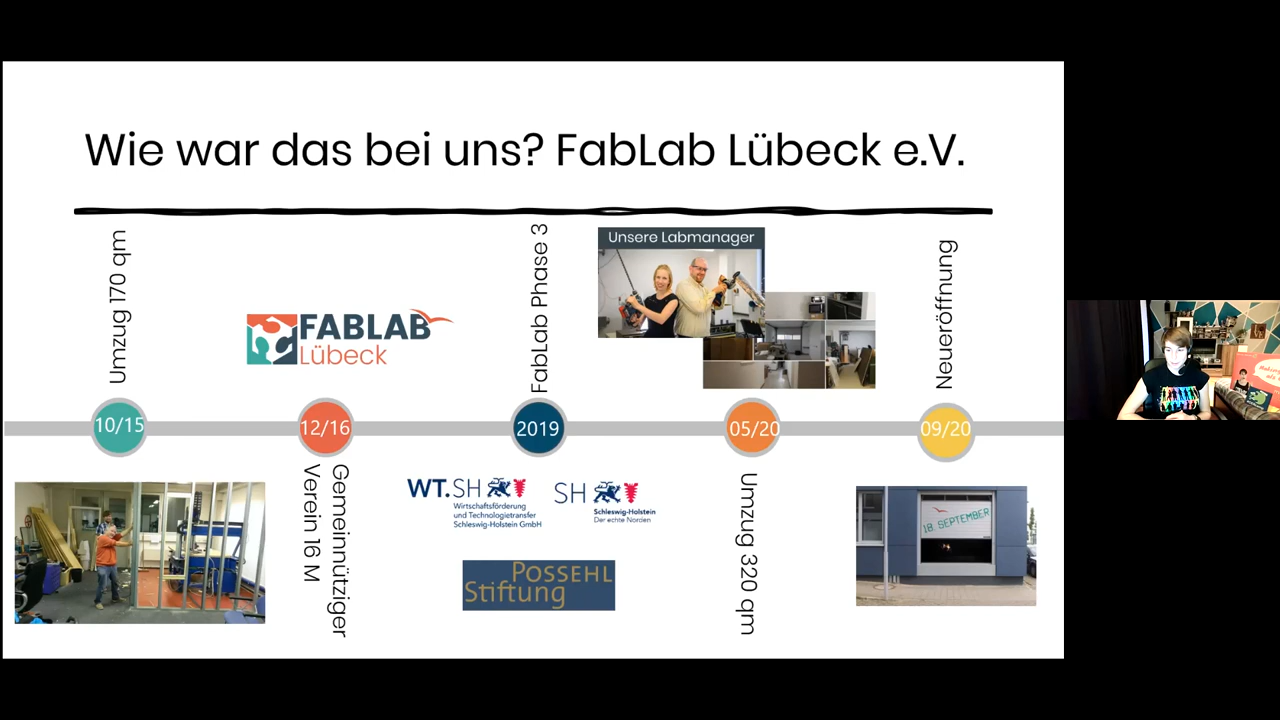 Wie war das bei uns? FabLab Lübeck e.V.
Umzug 170 qm
FABLAB
Lübeck
FabLab Phase 3
Unsere Labmanager
Neueröffnung
10/15
12/16
2019
05/20
09/20
Gemeinnütziger
Verein 16 M
WT.SH
Wirtschaftsförderung
und Technologietransfer
Schleswig-Holstein GmbH
SH
Schleswig-Holstein
Der echte Norden
POSSEHL
Stiftung
Umzug 320 qm
18. SEPTEMBER